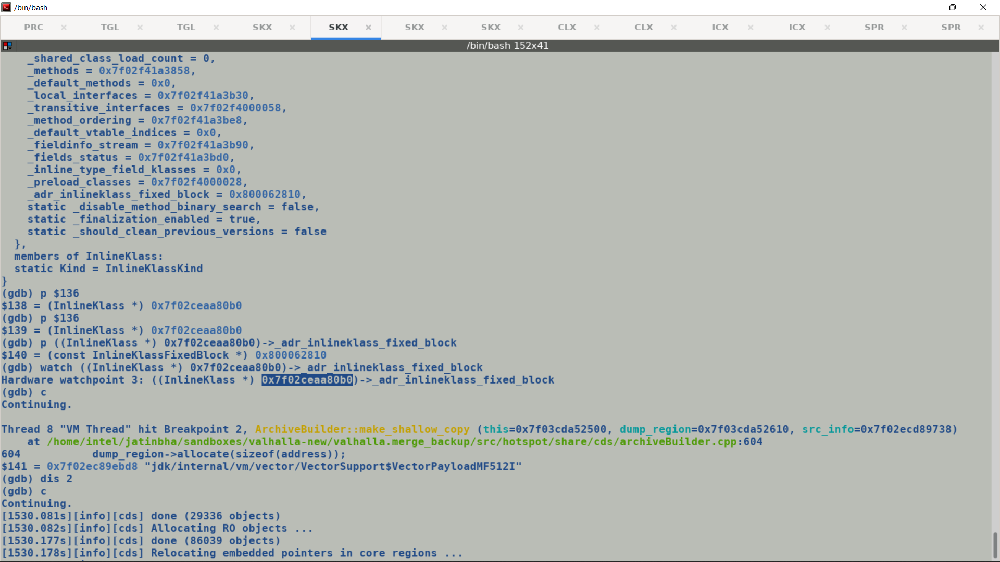 /bin/bash
PRC × TGL × TGL × SKX × SKX × SKX × SKX × CLX × CLX × ICX × ICX × SPR × SPR ×
/bin/bash 152x41
    _shared_class_load_count = 0,
    _methods = 0x7f02f41a3858,
    _default_methods = 0x0,
    _local_interfaces = 0x7f02f41a3b30,
    _transitive_interfaces = 0x7f02f4000058,
    _method_ordering = 0x7f02f41a3be8,
    _default_vtable_indices = 0x0,
    _fieldinfo_stream = 0x7f02f41a3b90,
    _fields_status = 0x7f02f41a3bd0,
    _inline_type_field_klasses = 0x0,
    _preload_classes = 0x7f02f4000028,
    _adr_inlineklass_fixed_block = 0x800062810,
    static _disable_method_binary_search = false,
    static _finalization_enabled = true,
    static _should_clean_previous_versions = false
  },
  members of InlineKlass:
  static Kind = InlineKlassKind
}
(gdb) p $136
$138 = (InlineKlass *) 0x7f02ceaa80b0
(gdb) p $136
$139 = (InlineKlass *) 0x7f02ceaa80b0
(gdb) p ((InlineKlass *) 0x7f02ceaa80b0)->_adr_inlineklass_fixed_block
$140 = (const InlineKlassFixedBlock *) 0x800062810
(gdb) watch ((InlineKlass *) 0x7f02ceaa80b0)->_adr_inlineklass_fixed_block
Hardware watchpoint 3: ((InlineKlass *) 0x7f02ceaa80b0)->_adr_inlineklass_fixed_block
(gdb) c
Continuing.
Thread 8 "VM Thread" hit Breakpoint 2, ArchiveBuilder::make_shallow_copy (this=0x7f03cda52500, dump_region=0x7f03cda52610, src_info=0x7f02ecd89738)
    at /home/intel/jatinbha/sandboxes/valhalla-new/valhalla.merge_backup/src/hotspot/share/cds/archiveBuilder.cpp:604
604           dump_region->allocate(sizeof(address));
$141 = 0x7f02ec89ebd8 "jdk/internal/vm/vector/VectorSupport$VectorPayloadMF512I"
(gdb) dis 2
(gdb) c
Continuing.
[1530.081s][info][cds] done (29336 objects)
[1530.082s][info][cds] Allocating RO objects ...
[1530.177s][info][cds] done (86039 objects)
[1530.178s][info][cds] Relocating embedded pointers in core regions ...